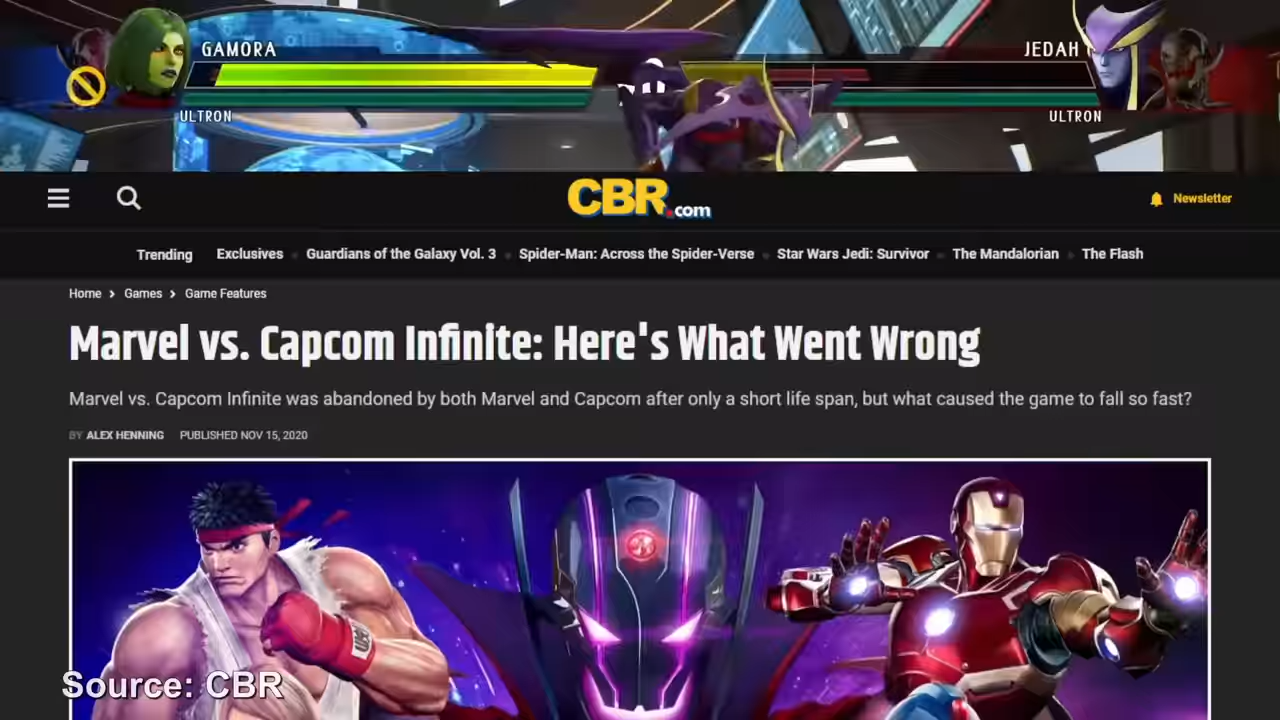 GAMORA
JEDAH
ULTRON
ULTRON
CBR.com
Newsletter
Trending Exclusives Guardians of the Galaxy Vol. 3 Spider-Man: Across the Spider-Verse Star Wars Jedi: Survivor The Mandalorian The Flash
Home > Games > Game Features
Marvel vs. Capcom Infinite: Here's What Went Wrong
Marvel vs. Capcom Infinite was abandoned by both Marvel and Capcom after only a short life span, but what caused the game to fall so fast?
BY ALEX HENNING PUBLISHED NOV 15, 2020
Source: CBR